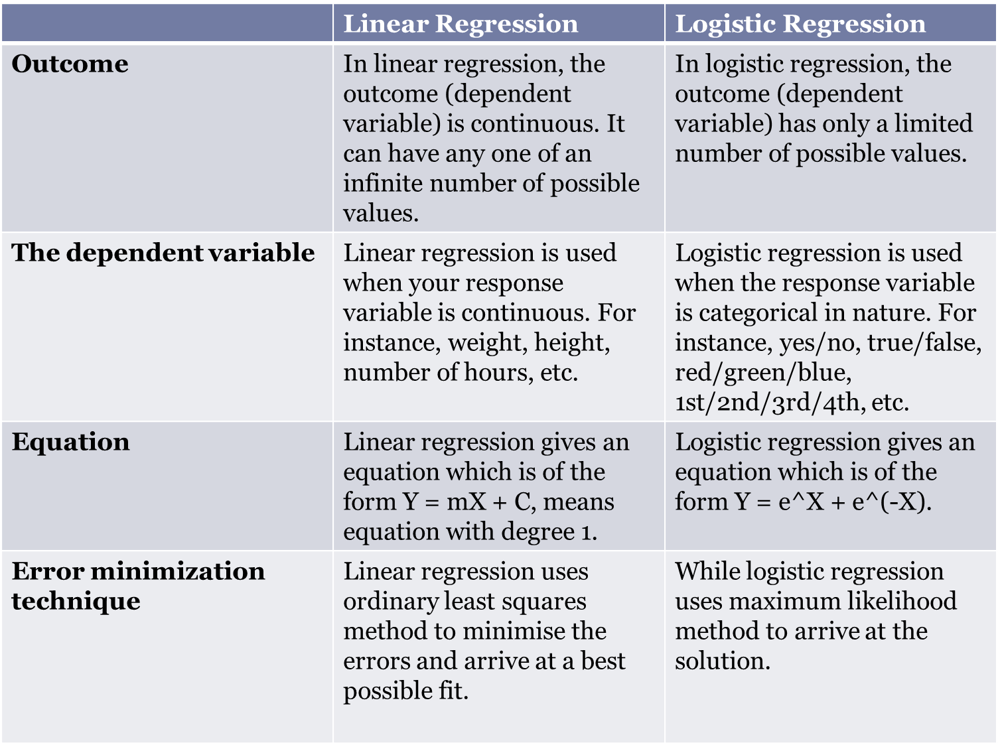 Linear Regression
Logistic Regression
Outcome
In linear regression, the
outcome (dependent
variable) is continuous. It
can have any one of an
infinite number of possible
values.
In logistic regression, the
outcome (dependent
variable) has only a limited
number of possible values.
The dependent variable
Linear regression is used
when your response
variable is continuous. For
instance, weight, height,
number of hours, etc.
Logistic regression is used
when the response variable
is categorical in nature. For
instance, yes/no, true/false,
red/green/blue,
1st/2nd/3rd/4th, etc.
Equation
Linear regression gives an
equation which is of the
form Y = mX + C, means
equation with degree 1.
Logistic regression gives an
equation which is of the
form Y = e^X + e^(-X).
Error minimization
technique
Linear regression uses
ordinary least squares
method to minimise the
errors and arrive at a best
possible fit.
While logistic regression
uses maximum likelihood
method to arrive at the
solution.